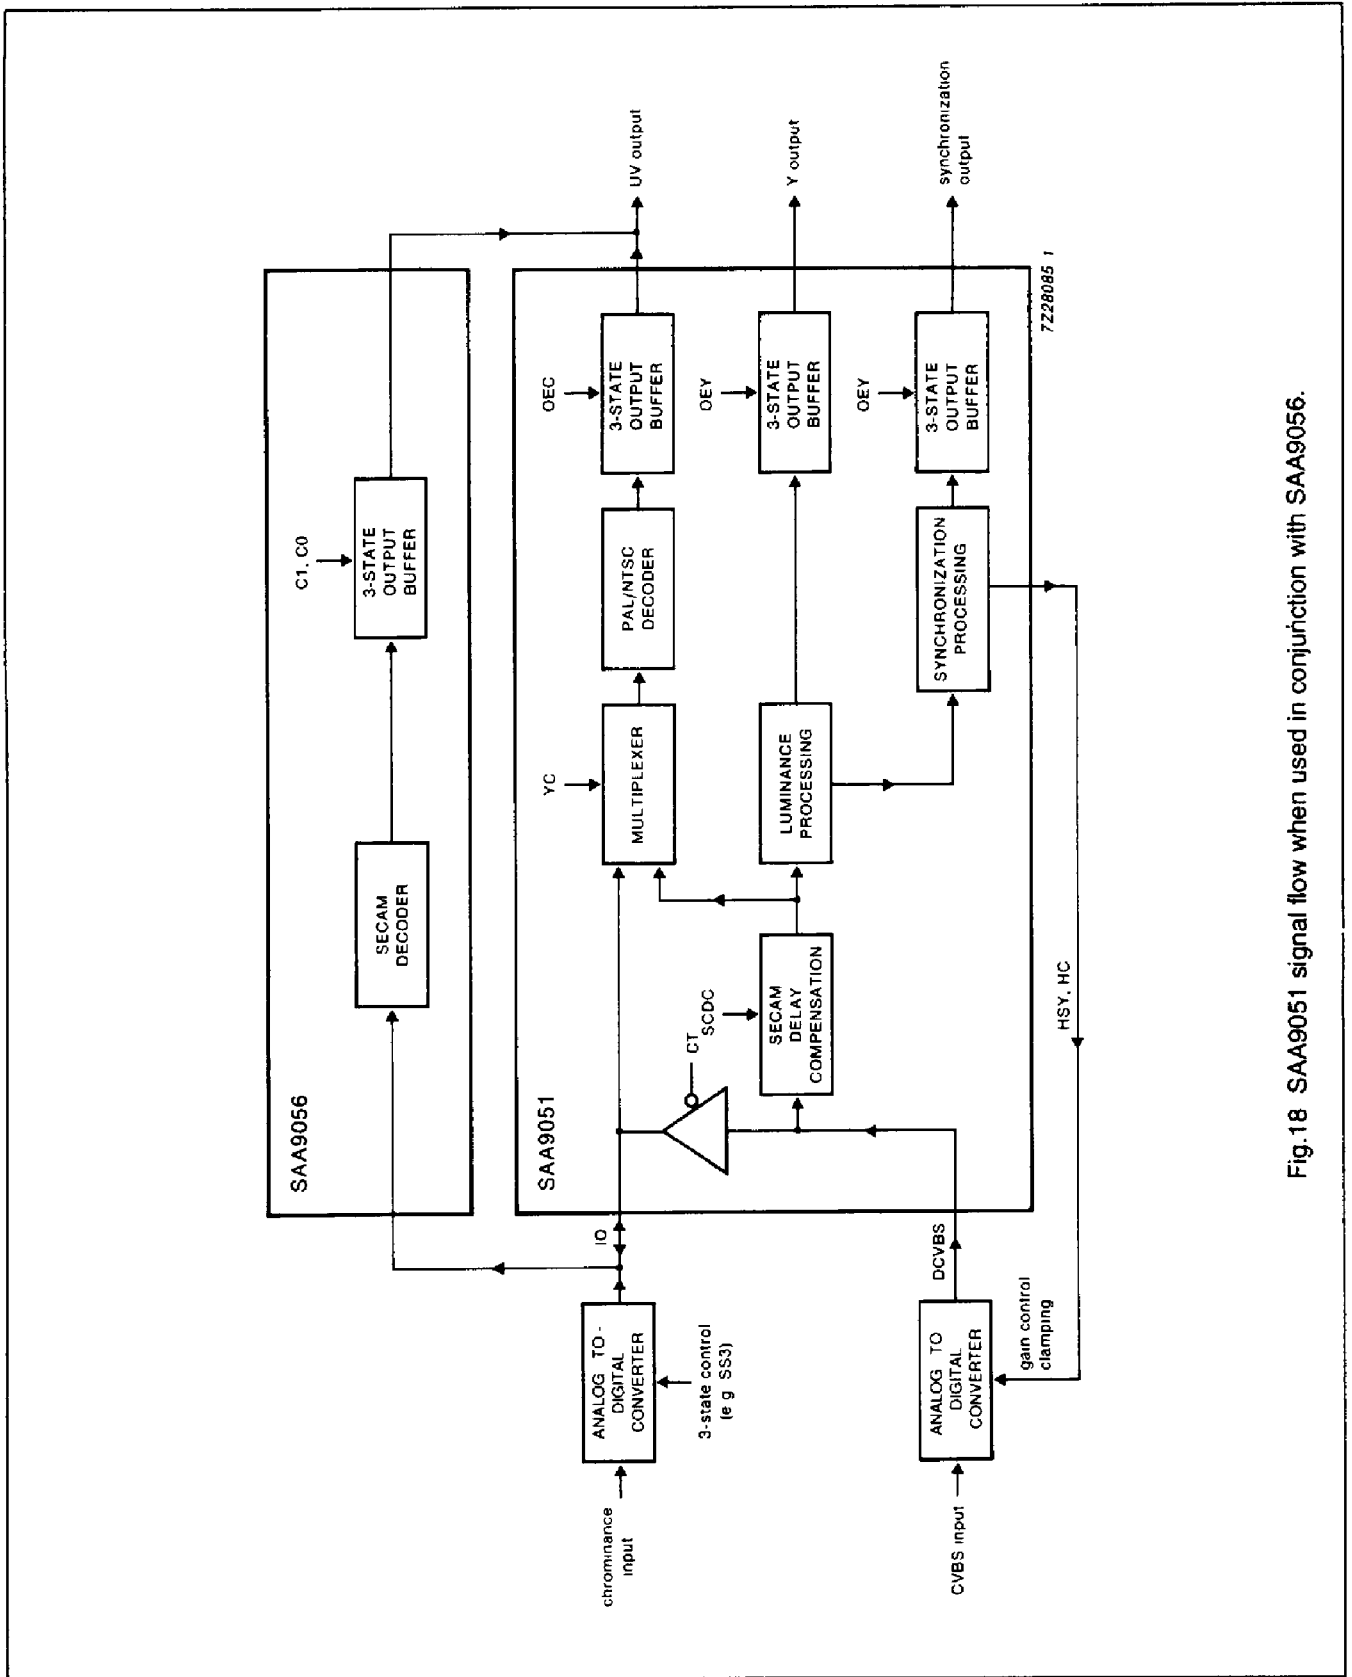 SAA9056
SECAM
DECODER
C1, C0
3-STATE
OUTPUT
BUFFER
SAA9051
YC
MULTIPLEXER
PAL/NTSC
DECODER
OEC
3-STATE
OUTPUT
BUFFER
UV output
CT
SCDC
SECAM
DELAY
COMPENSATION
LUMINANCE
PROCESSING
OEY
3-STATE
OUTPUT
BUFFER
Y output
SYNCHRONIZATION
PROCESSING
OEY
3-STATE
OUTPUT
BUFFER
synchronization
output
7Z28085 1
IO
chrominance
input
ANALOG TO-
DIGITAL
CONVERTER
3-state control
(e g SS3)
DCVBS
CVBS input
ANALOG TO
DIGITAL
CONVERTER
gain control
clamping
HSY, HC
Fig.18 SAA9051 signal flow when used in conjunction with SAA9056.